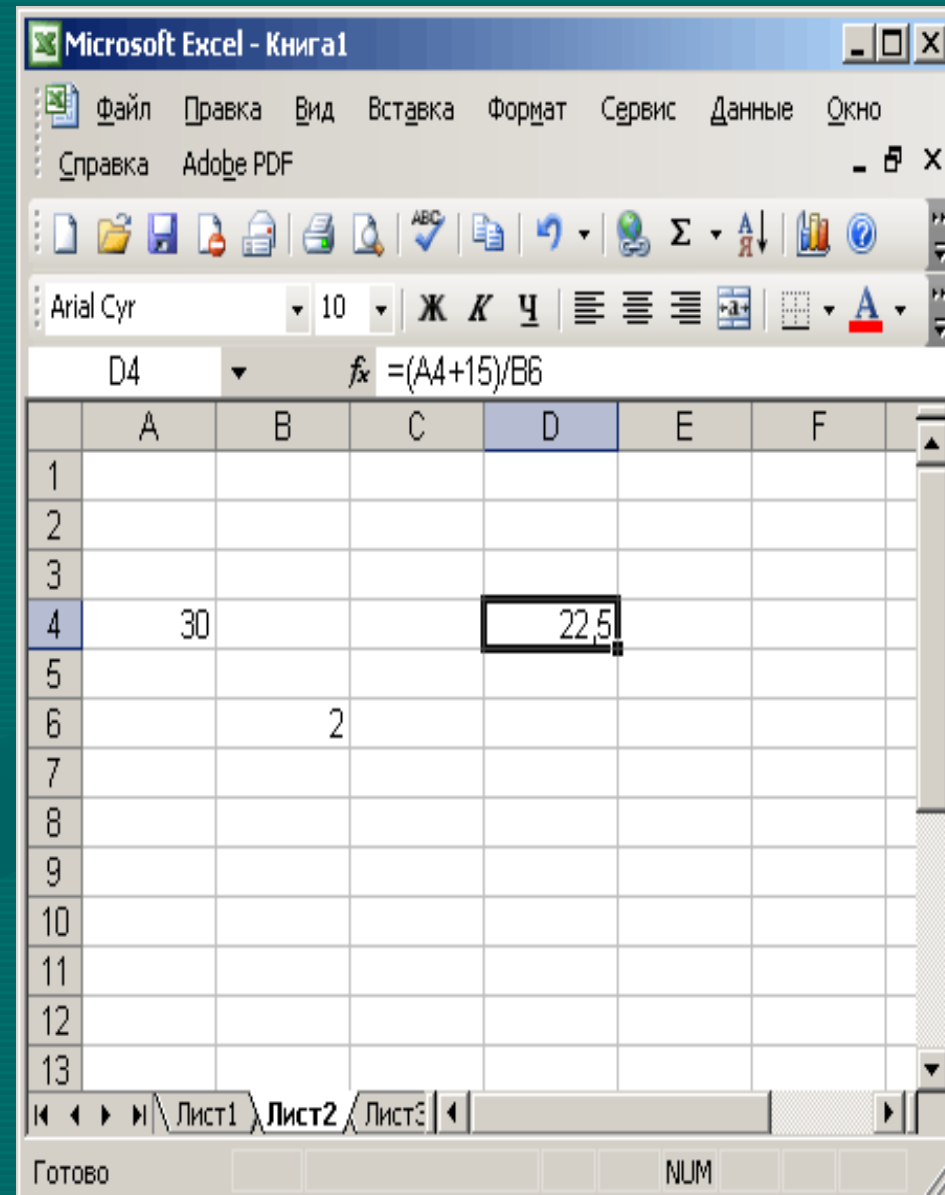 Microsoft Excel - Книга1
Файл Правка Вид Вставка Формат Сервис Данные Окно
Справка Adobe PDF
ABC Σ А Я ?
Arial Cyr 10 Ж К Ч a A
D4 fx =(A4+15)/B6
A B C D E F
1
2
3
4 30 22,5
5
6 2
7
8
9
10
11
12
13
Лист1 Лист2 Лист3
Готово NUM